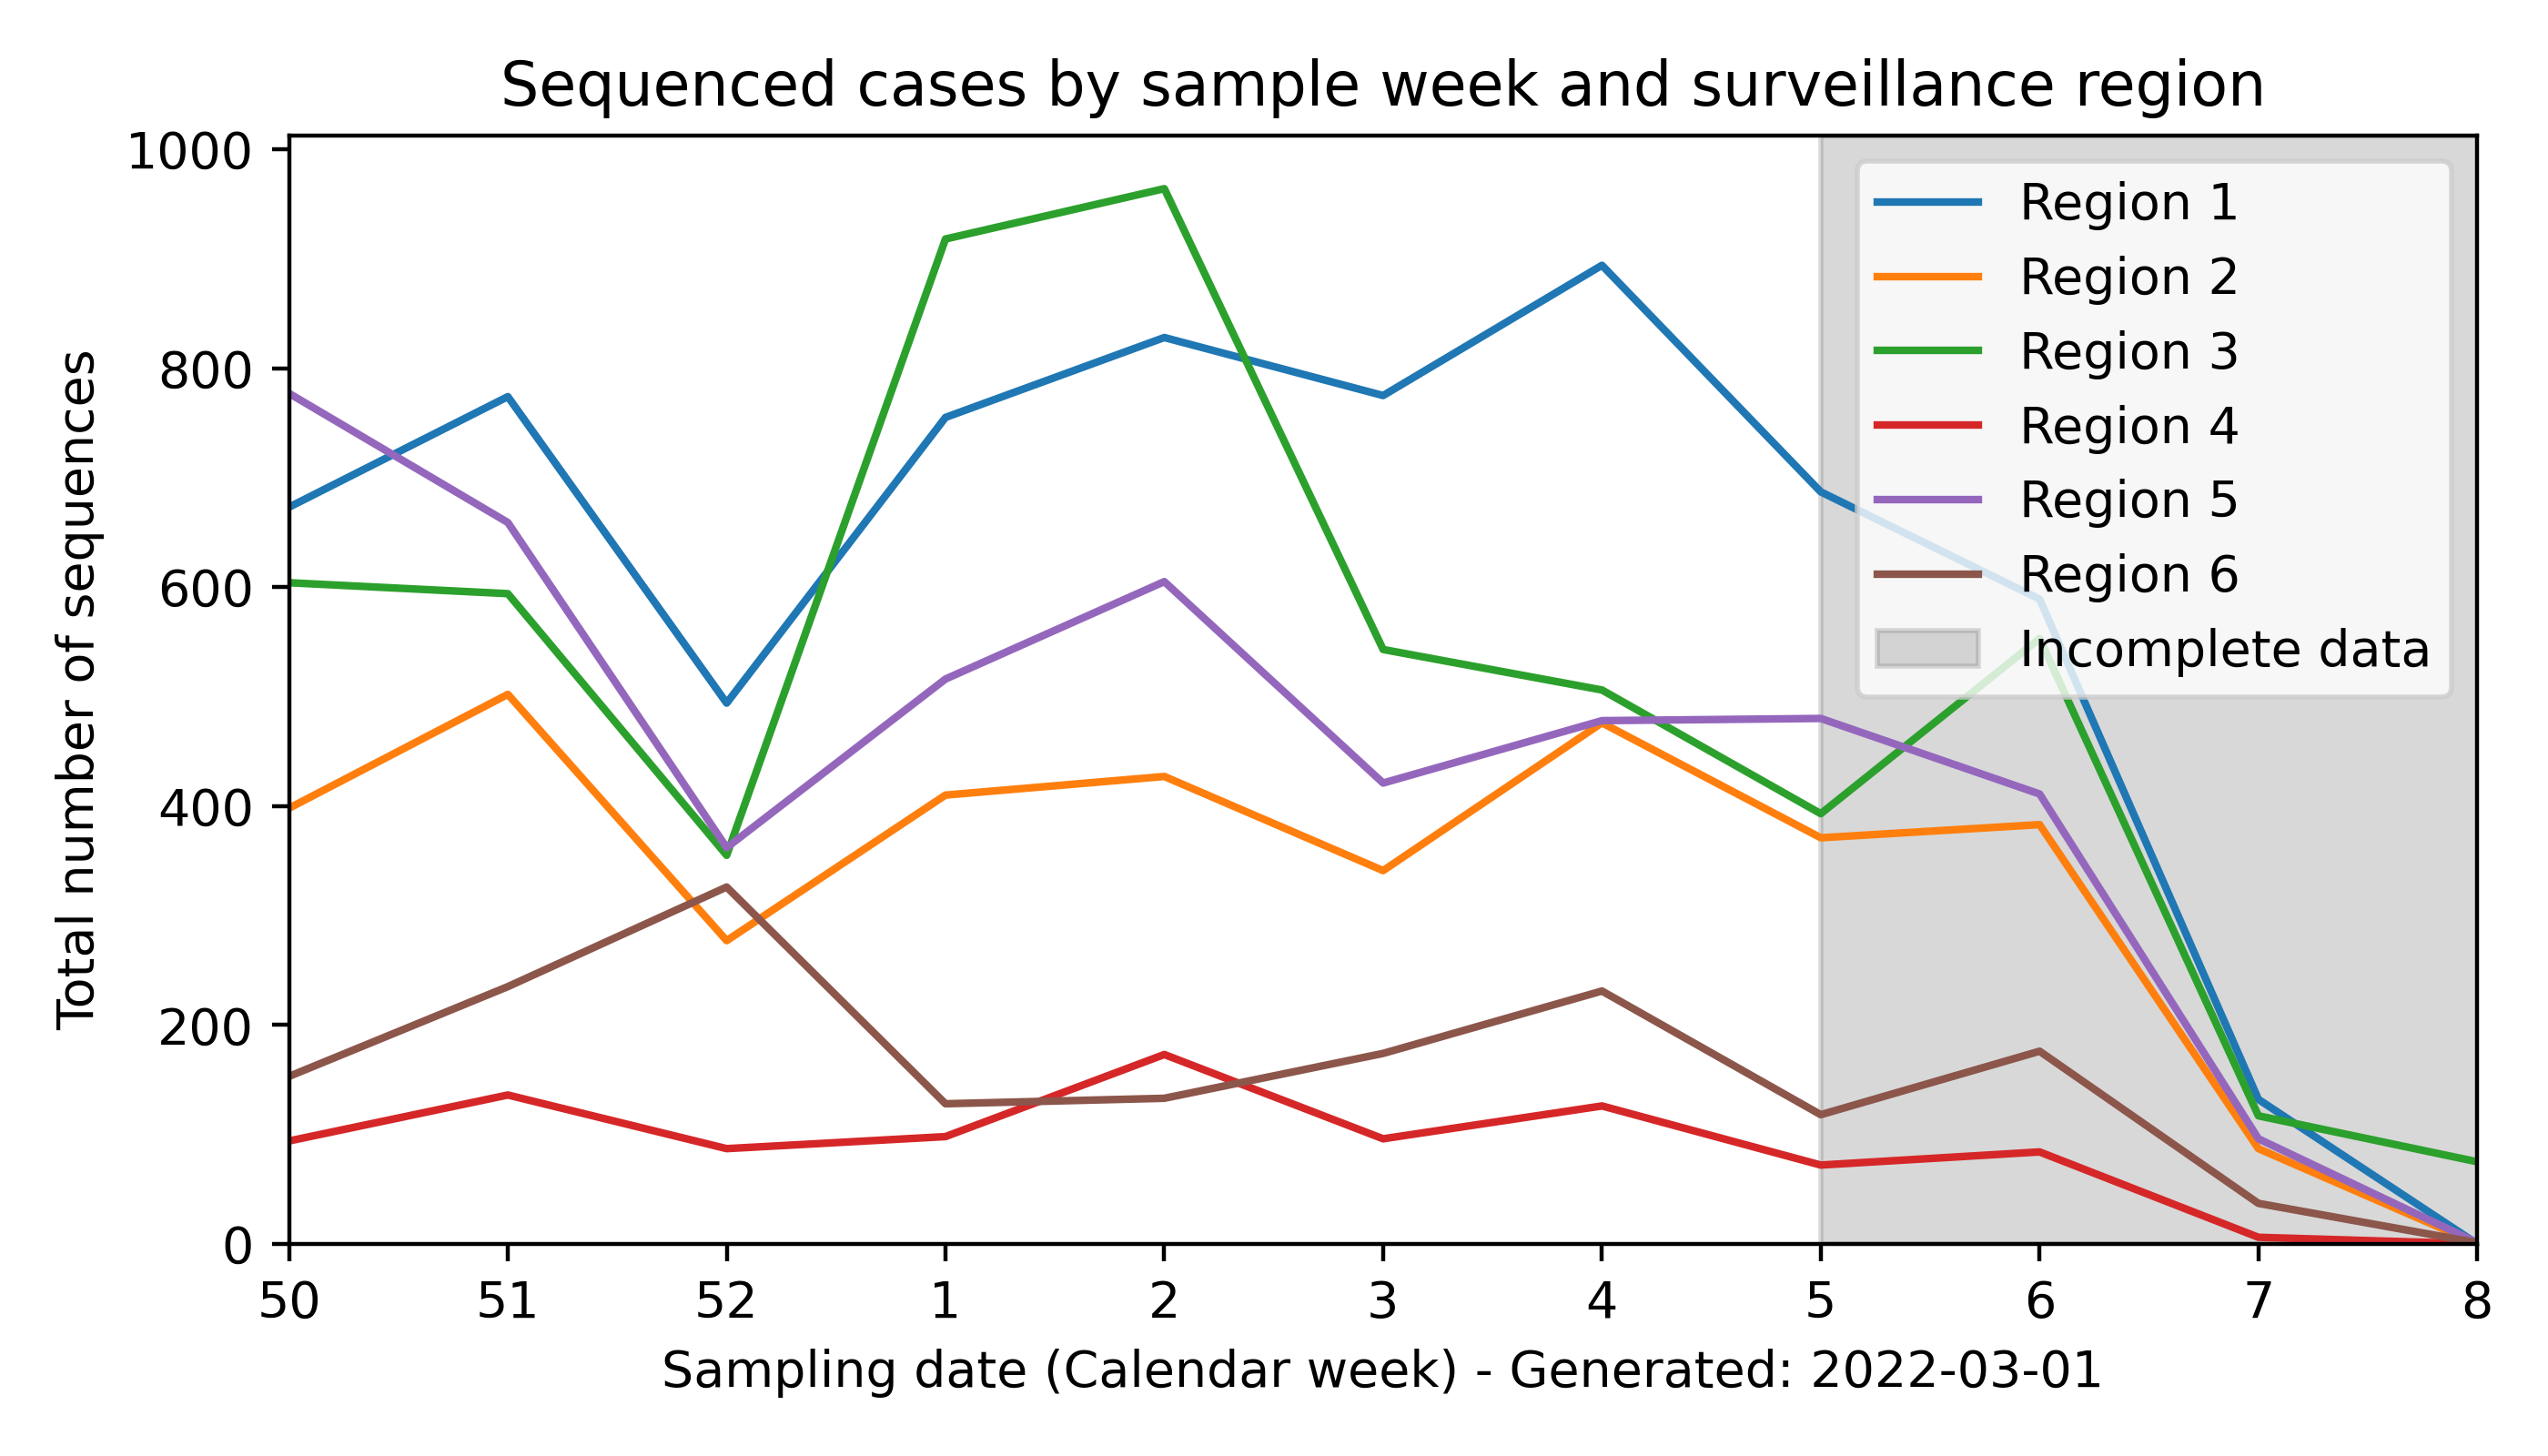 Sequenced cases by sample week and surveillance region
1000
800
600
400
200
0
Total number of sequences
Region 1
Region 2
Region 3
Region 4
Region 5
Region 6
Incomplete data
50 51 52 1 2 3 4 5 6 7 8
Sampling date (Calendar week) - Generated: 2022-03-01